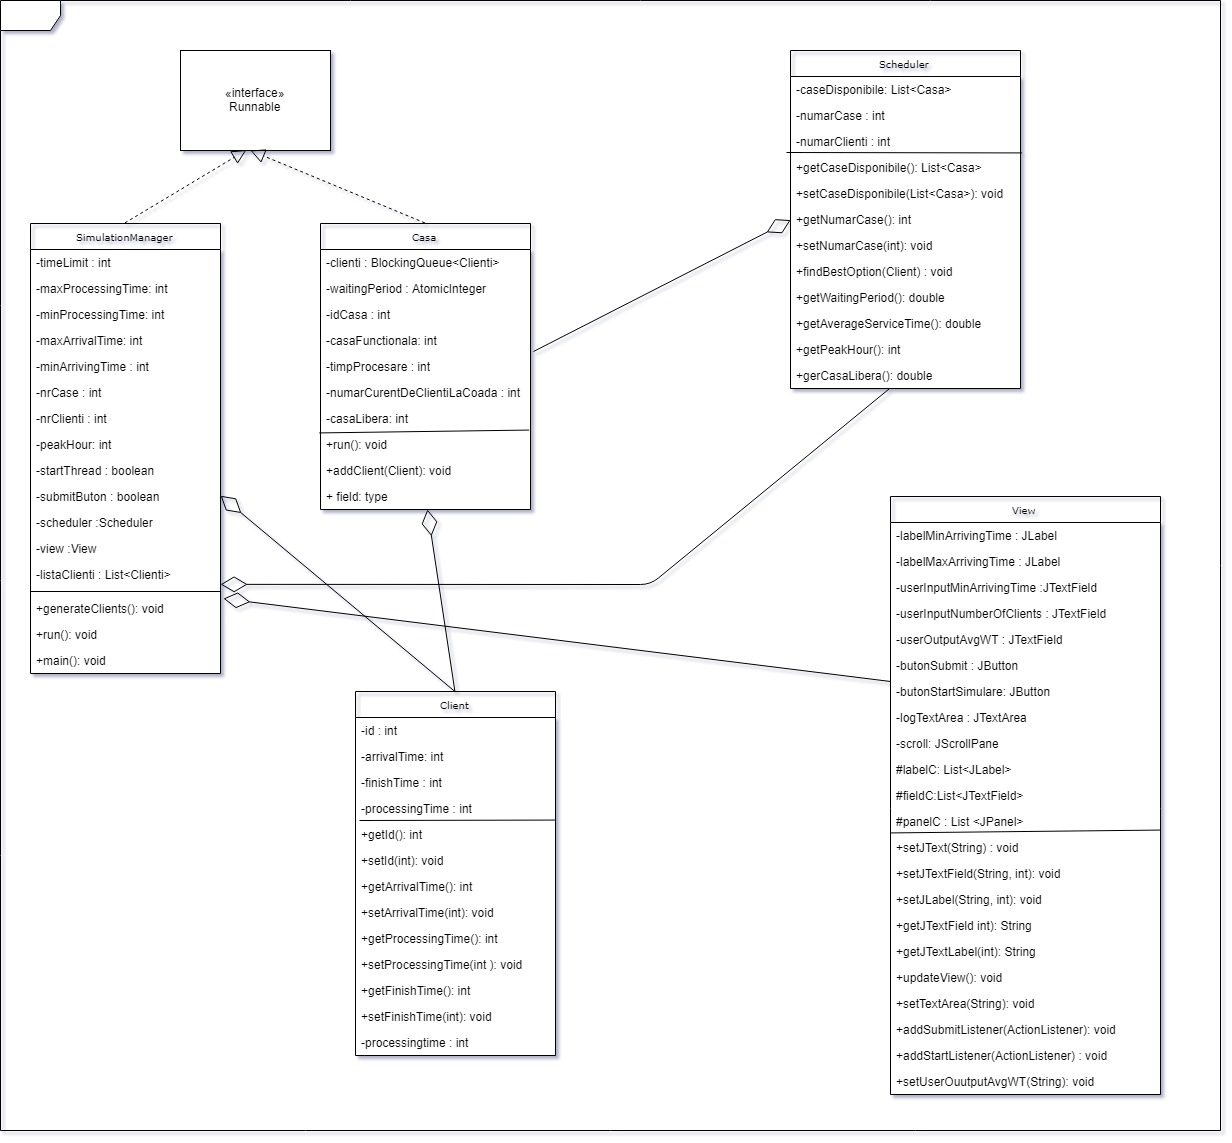 «interface»
Runnable
Scheduler
-caseDisponibile: List<Casa>
-numarCase : int
-numarClienti : int
+getCaseDisponibile(): List<Casa>
+setCaseDisponibile(List<Casa>): void
+getNumarCase(): int
+setNumarCase(int): void
+findBestOption(Client) : void
+getWaitingPeriod(): double
+getAverageServiceTime(): double
+getPeakHour(): int
+gerCasaLibera(): double
SimulationManager
-timeLimit : int
-maxProcessingTime: int
-minProcessingTime: int
-maxArrivalTime: int
-minArrivingTime : int
-nrCase : int
-nrClienti : int
-peakHour: int
-startThread : boolean
-submitButon : boolean
-scheduler :Scheduler
-view :View
-listaClienti : List<Clienti>
+generateClients(): void
+run(): void
+main(): void
Casa
-clienti : BlockingQueue<Clienti>
-waitingPeriod : AtomicInteger
-idCasa : int
-casaFunctionala: int
-timpProcesare : int
-numarCurentDeClientiLaCoada : int
-casaLibera: int
+run(): void
+addClient(Client): void
+ field: type
View
-labelMinArrivingTime : JLabel
-labelMaxArrivingTime : JLabel
-userInputMinArrivingTime :JTextField
-userInputNumberOfClients : JTextField
-userOutputAvgWT : JTextField
-butonSubmit : JButton
-butonStartSimulare: JButton
-logTextArea : JTextArea
-scroll: JScrollPane
#labelC: List<JLabel>
#fieldC:List<JTextField>
#panelC : List <JPanel>
+setJText(String) : void
+setJTextField(String, int): void
+setJLabel(String, int): void
+getJTextField int): String
+getJTextLabel(int): String
+updateView(): void
+setTextArea(String): void
+addSubmitListener(ActionListener): void
+addStartListener(ActionListener) : void
+setUserOuutputAvgWT(String): void
Client
-id : int
-arrivalTime: int
-finishTime : int
-processingTime : int
+getId(): int
+setId(int): void
+getArrivalTime(): int
+setArrivalTime(int): void
+getProcessingTime(): int
+setProcessingTime(int ): void
+getFinishTime(): int
+setFinishTime(int): void
-processingtime : int